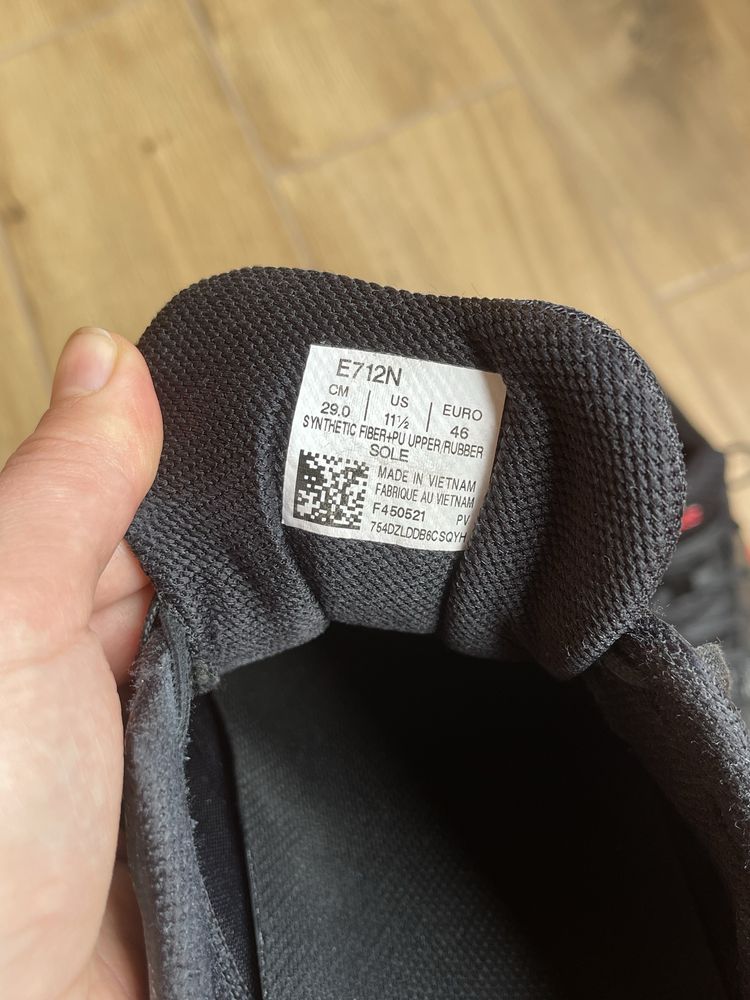 E712N
CM | US | EURO
29.0 | 11½ | 46
SYNTHETIC FIBER+PU UPPER/RUBBER
SOLE
MADE IN VIETNAM
FABRIQUE AU VIETNAM
F450521 PV
754DZLDDB6CSQYH